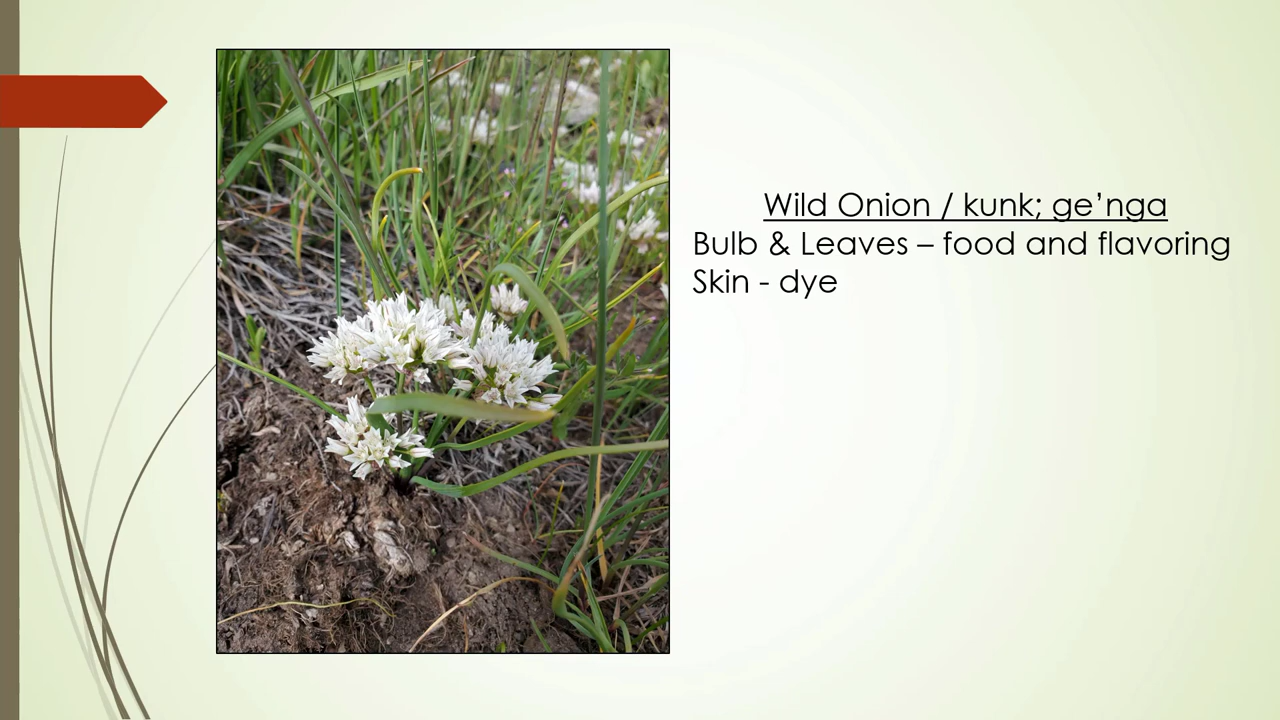 Wild Onion / kunk; ge’nga
Bulb & Leaves – food and flavoring
Skin - dye